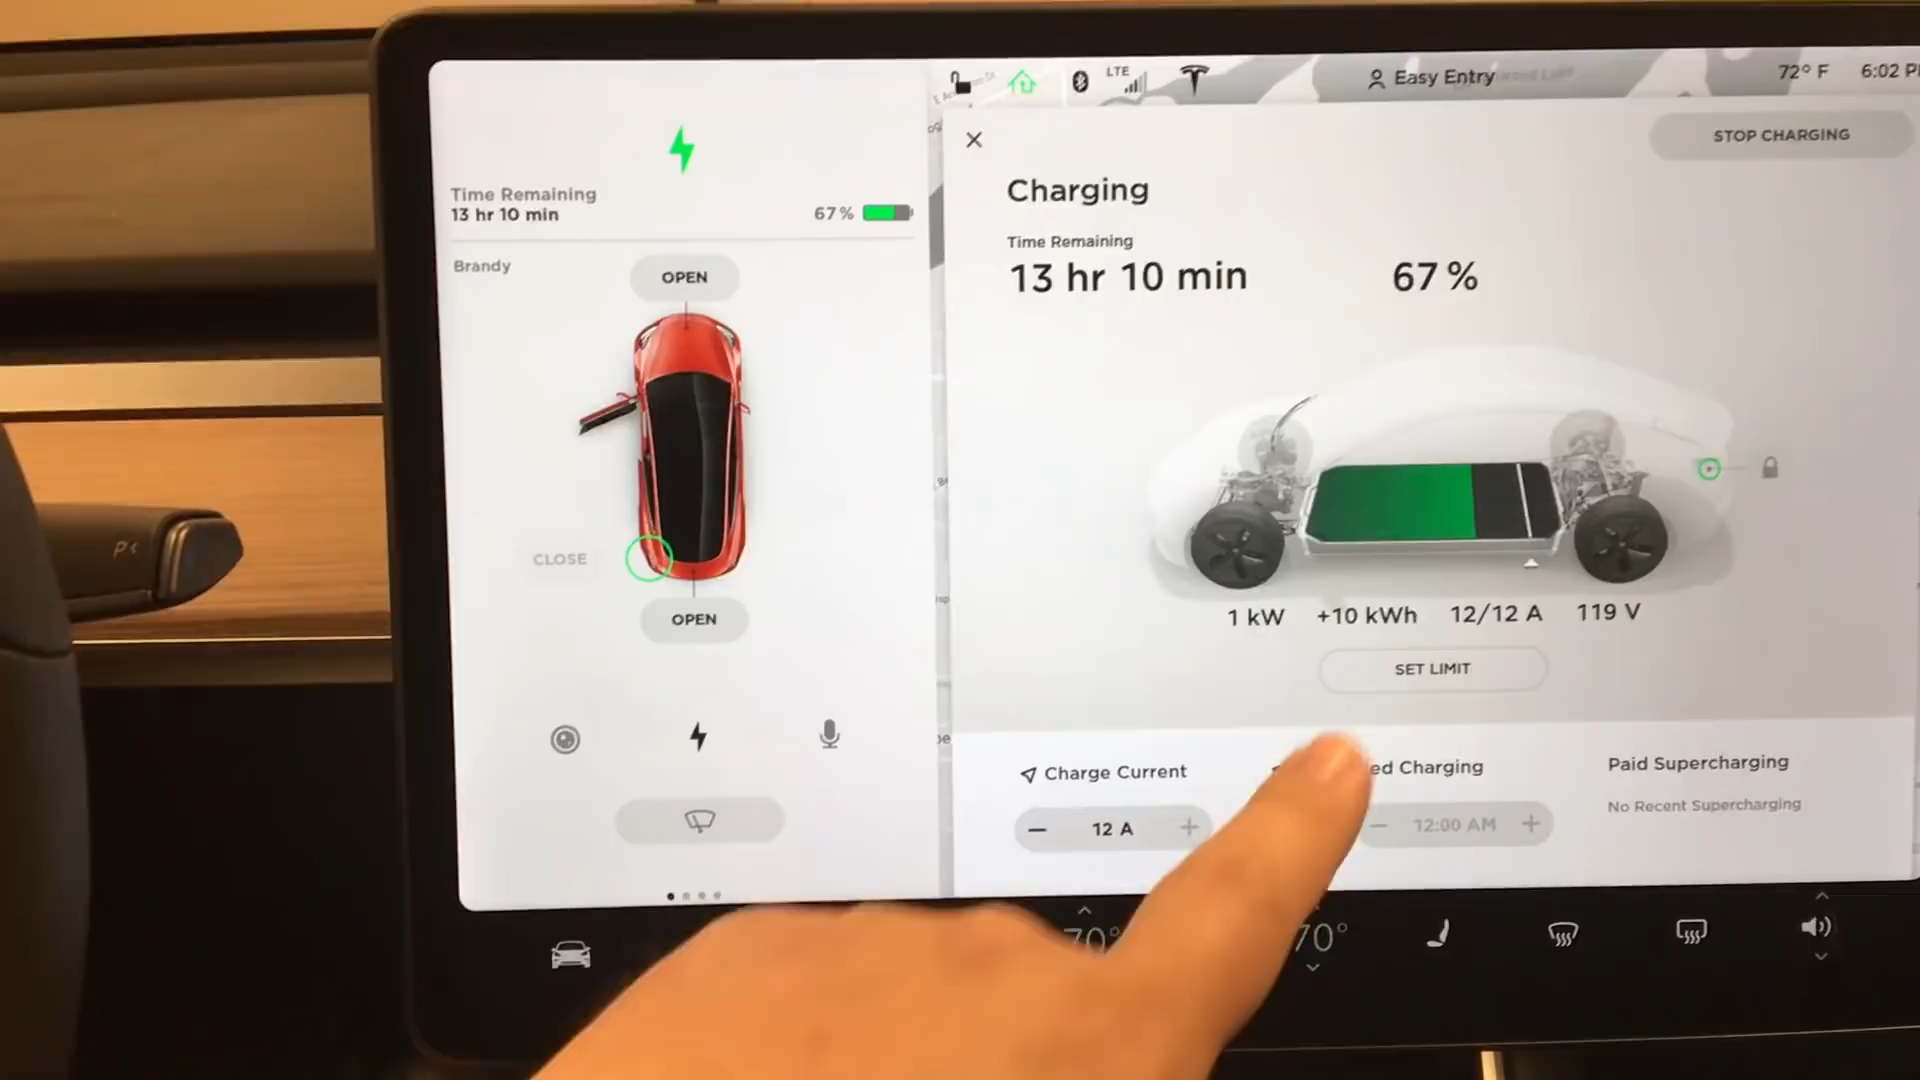 LTE
Easy Entry
72° F
6:02 P
STOP CHARGING
Time Remaining
13 hr 10 min
67 %
Brandy
OPEN
CLOSE
OPEN
Charging
Time Remaining
13 hr 10 min
67 %
1 kW
+10 kWh
12/12 A
119 V
SET LIMIT
Charge Current
ed Charging
Paid Supercharging
No Recent Supercharging
− 12 A +
− 12:00 AM +
70°
70°
P<